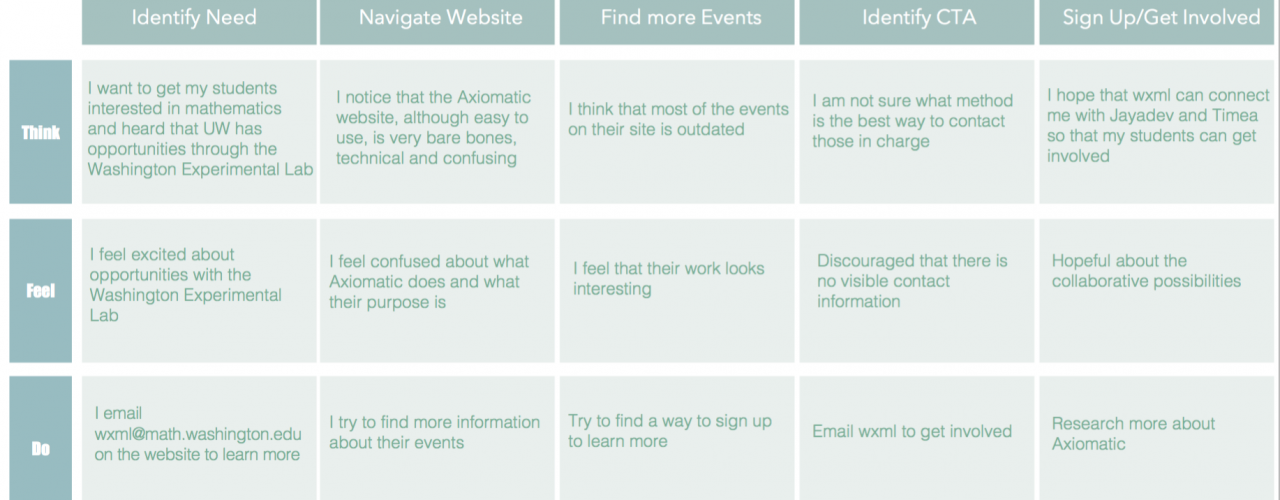 Identify Need
Navigate Website
Find more Events
Identify CTA
Sign Up/Get Involved
Think
I want to get my students
interested in mathematics
and heard that UW has
opportunities through the
Washington Experimental Lab
I notice that the Axiomatic
website, although easy to
use, is very bare bones,
technical and confusing
I think that most of the events
on their site is outdated
I am not sure what method
is the best way to contact
those in charge
I hope that wxml can connect
me with Jayadev and Timea
so that my students can get
involved
Feel
I feel excited about
opportunities with the
Washington Experimental
Lab
I feel confused about what
Axiomatic does and what
their purpose is
I feel that their work looks
interesting
Discouraged that there is
no visible contact
information
Hopeful about the
collaborative possibilities
Do
I email
wxml@math.washington.edu
on the website to learn more
I try to find more information
about their events
Try to find a way to sign up
to learn more
Email wxml to get involved
Research more about
Axiomatic